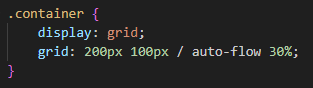 .container {
    display: grid;
    grid: 200px 100px / auto-flow 30%;
}